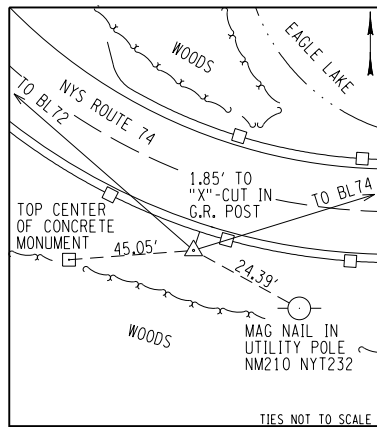 WOODS
EAGLE LAKE
TO BL72
NYS ROUTE 74
1.85' TO
"X"-CUT IN
G.R. POST
TO BL74
TOP CENTER
OF CONCRETE
MONUMENT
45.05'
24.39'
WOODS
MAG NAIL IN
UTILITY POLE
NM210 NYT232
TIES NOT TO SCALE